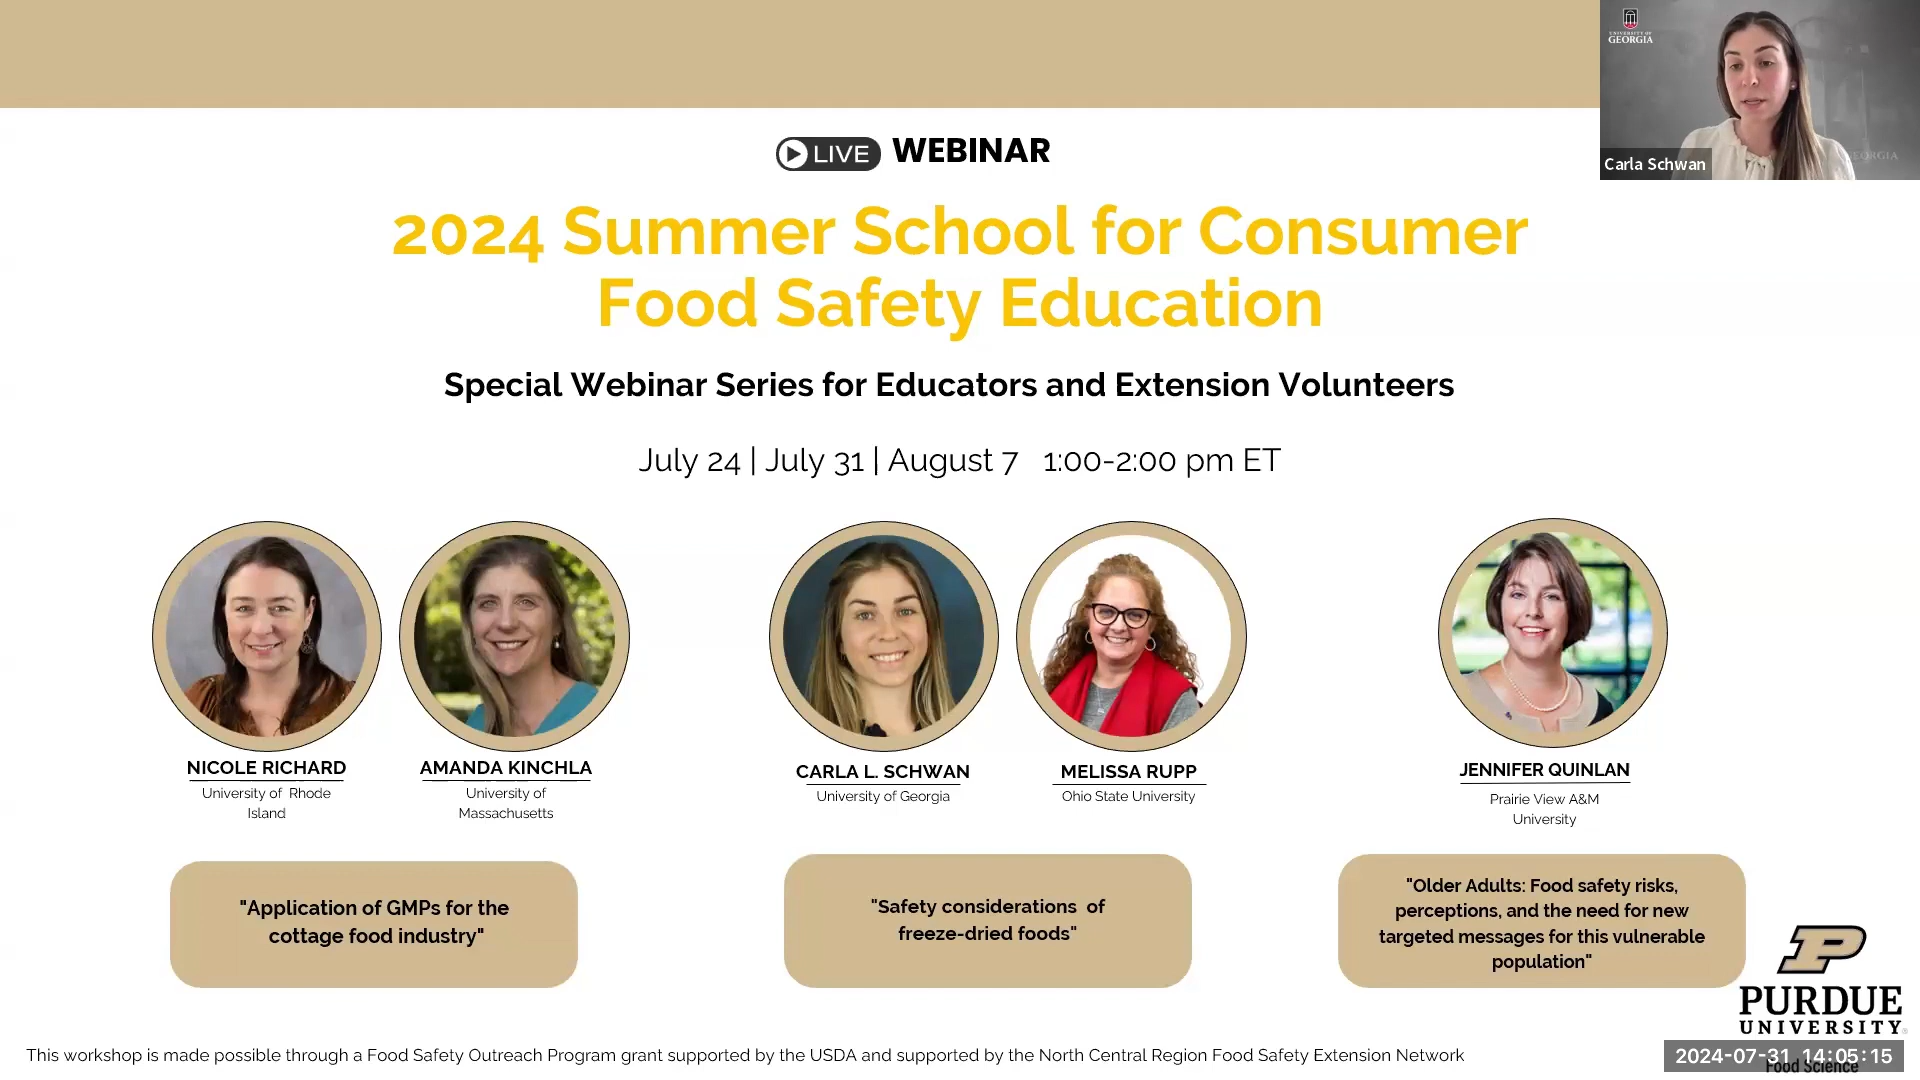 UNIVERSITY OF
GEORGIA
GEORGIA
Carla Schwan
LIVE WEBINAR
2024 Summer School for Consumer
Food Safety Education
Special Webinar Series for Educators and Extension Volunteers
July 24 | July 31 | August 7 1:00-2:00 pm ET
NICOLE RICHARD
University of Rhode
Island
AMANDA KINCHLA
University of
Massachusetts
CARLA L. SCHWAN
University of Georgia
MELISSA RUPP
Ohio State University
JENNIFER QUINLAN
Prairie View A&M
University
"Application of GMPs for the
cottage food industry"
"Safety considerations of
freeze-dried foods"
"Older Adults: Food safety risks,
perceptions, and the need for new
targeted messages for this vulnerable
population"
P
PURDUE
UNIVERSITY®
Food Science
This workshop is made possible through a Food Safety Outreach Program grant supported by the USDA and supported by the North Central Region Food Safety Extension Network
2024-07-31 14:05:15